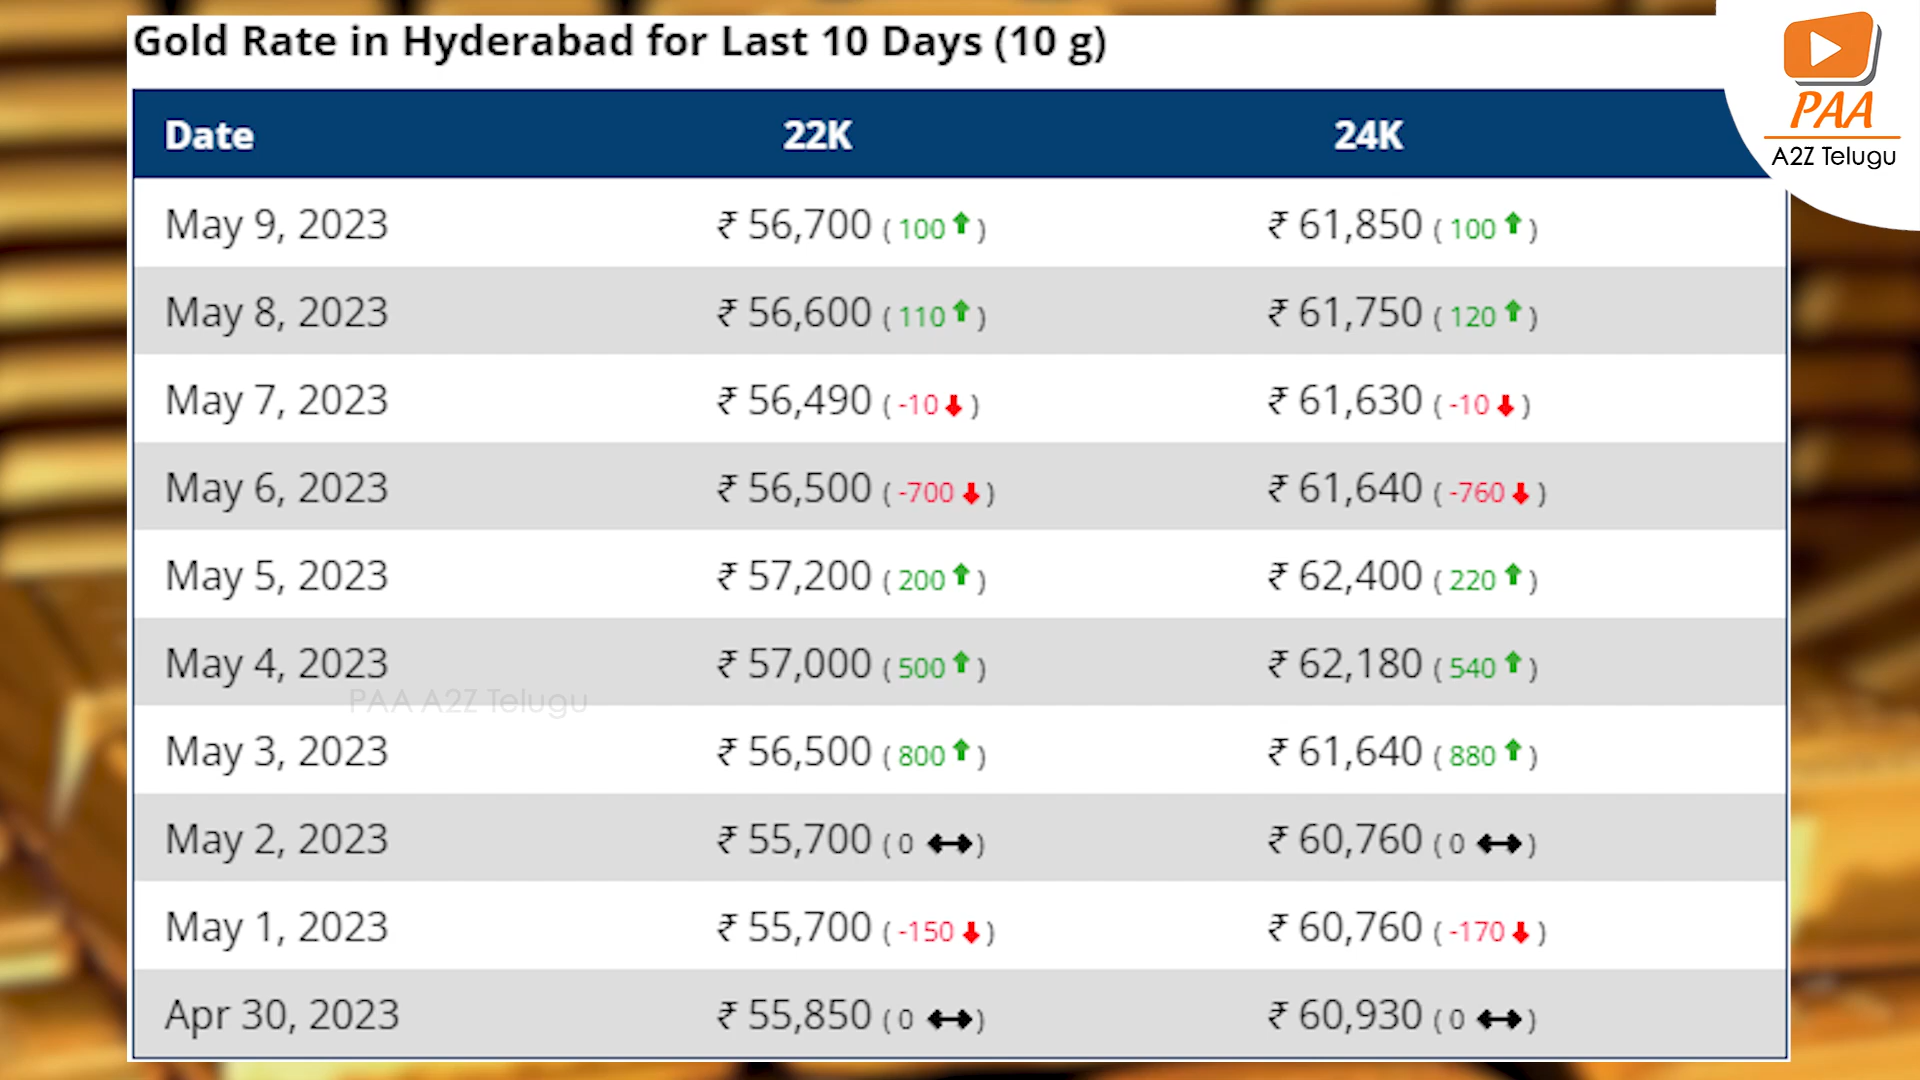 Gold Rate in Hyderabad for Last 10 Days (10 g)
PAA
A2Z Telugu
Date 22K 24K
May 9, 2023 ₹ 56,700 ( 100 ⬆ ) ₹ 61,850 ( 100 ⬆ )
May 8, 2023 ₹ 56,600 ( 110 ⬆ ) ₹ 61,750 ( 120 ⬆ )
May 7, 2023 ₹ 56,490 ( -10 ⬇ ) ₹ 61,630 ( -10 ⬇ )
May 6, 2023 ₹ 56,500 ( -700 ⬇ ) ₹ 61,640 ( -760 ⬇ )
May 5, 2023 ₹ 57,200 ( 200 ⬆ ) ₹ 62,400 ( 220 ⬆ )
May 4, 2023 ₹ 57,000 ( 500 ⬆ ) ₹ 62,180 ( 540 ⬆ )
PAA A2Z Telugu
May 3, 2023 ₹ 56,500 ( 800 ⬆ ) ₹ 61,640 ( 880 ⬆ )
May 2, 2023 ₹ 55,700 ( 0 ↔ ) ₹ 60,760 ( 0 ↔ )
May 1, 2023 ₹ 55,700 ( -150 ⬇ ) ₹ 60,760 ( -170 ⬇ )
Apr 30, 2023 ₹ 55,850 ( 0 ↔ ) ₹ 60,930 ( 0 ↔ )